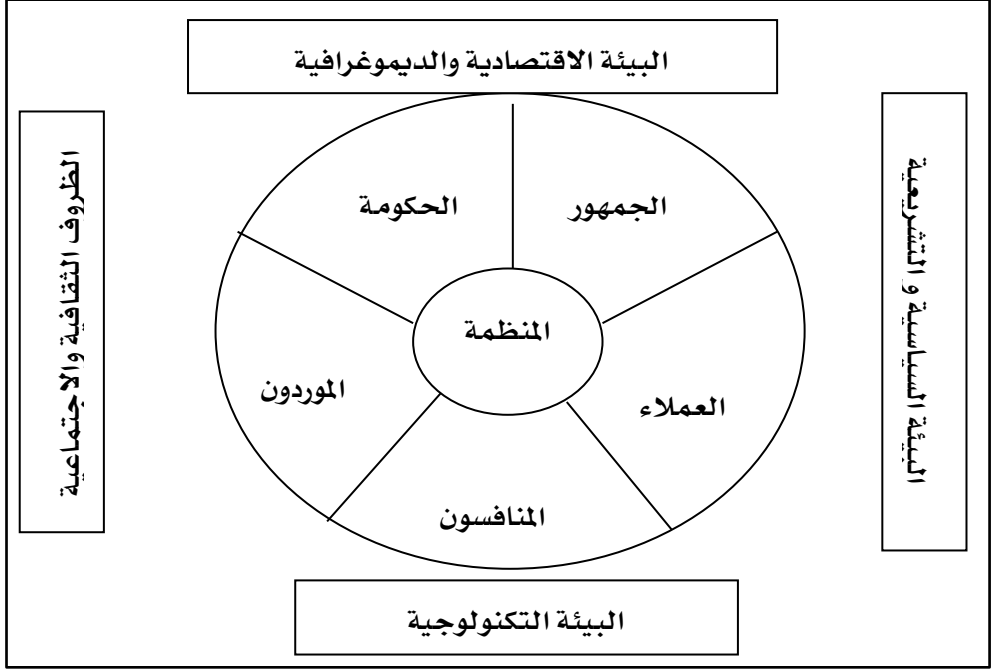 البيئة الاقتصادية والديموغرافية
البيئة السياسية و التشريعية
الظروف الثقافية والاجتماعية
الجمهور
الحكومة
المنظمة
العملاء
الموردون
المنافسون
البيئة التكنولوجية